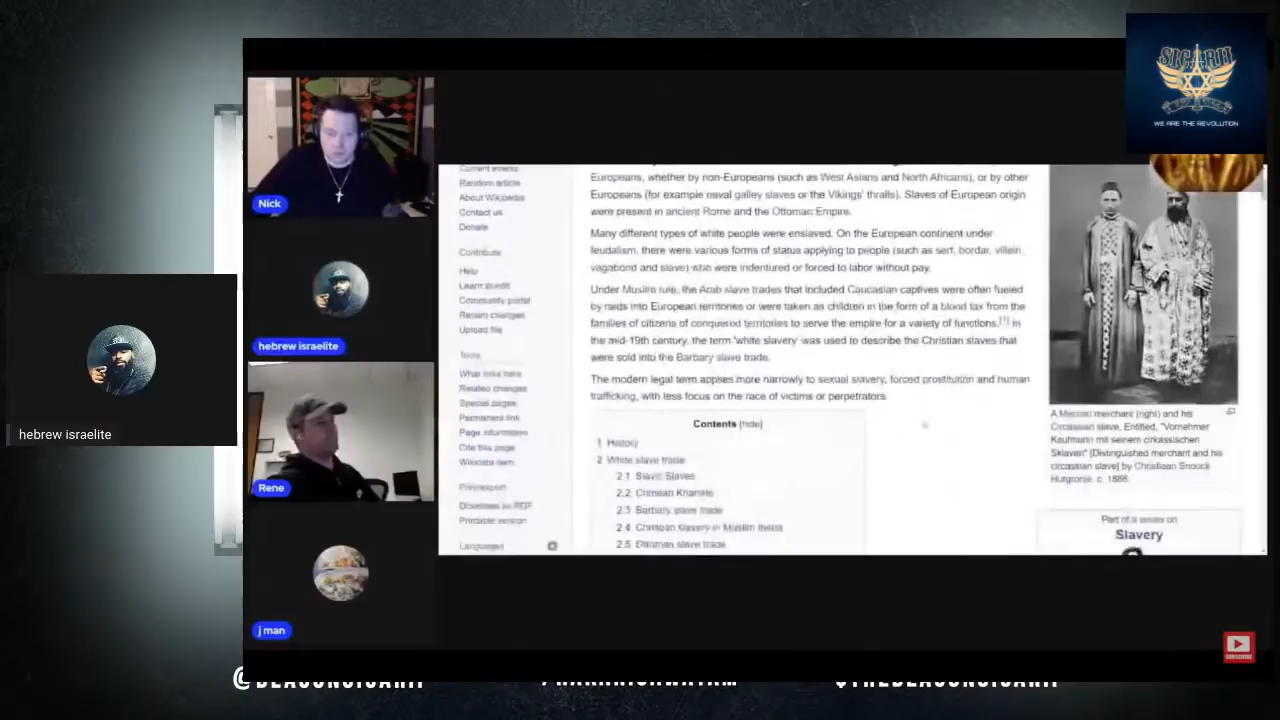 SICARII
WE ARE THE REVOLUTION
Nick
hebrew israelite
hebrew israelite
Rene
j man
Current events
Random article
About Wikipedia
Contact us
Donate
Contribute
Help
Learn to edit
Community portal
Recent changes
Upload file
Tools
What links here
Related changes
Special pages
Permanent link
Page information
Cite this page
Wikidata item
Print/export
Download as PDF
Printable version
Languages
Europeans, whether by non-Europeans (such as West Asians and North Africans), or by other
Europeans (for example naval galley slaves or the Vikings' thralls). Slaves of European origin
were present in ancient Rome and the Ottoman Empire.
Many different types of white people were enslaved. On the European continent under
feudalism, there were various forms of status applying to people (such as serf, bordar, villein,
vagabond and slave) who were indentured or forced to labor without pay.
Under Muslim rule, the Arab slave trades that included Caucasian captives were often fueled
by raids into European territories or were taken as children in the form of a blood tax from the
families of citizens of conquered territories to serve the empire for a variety of functions.[1] In
the mid-19th century, the term 'white slavery' was used to describe the Christian slaves that
were sold into the Barbary slave trade.
The modern legal term applies more narrowly to sexual slavery, forced prostitution and human
trafficking, with less focus on the race of victims or perpetrators.
Contents [hide]
1 History
2 White slave trade
2.1 Slavic Slaves
2.2 Crimean Khanate
2.3 Barbary slave trade
2.4 Christian Slavery in Muslim Iberia
2.5 Ottoman slave trade
A Meccan merchant (right) and his
Circassian slave. Entitled, "Vornehmer
Kaufmann mit seinem cirkassischen
Sklaven" [Distinguished merchant and his
circassian slave] by Christiaan Snouck
Hurgronje, c. 1888.
Part of a series on
Slavery
SUBSCRIBE